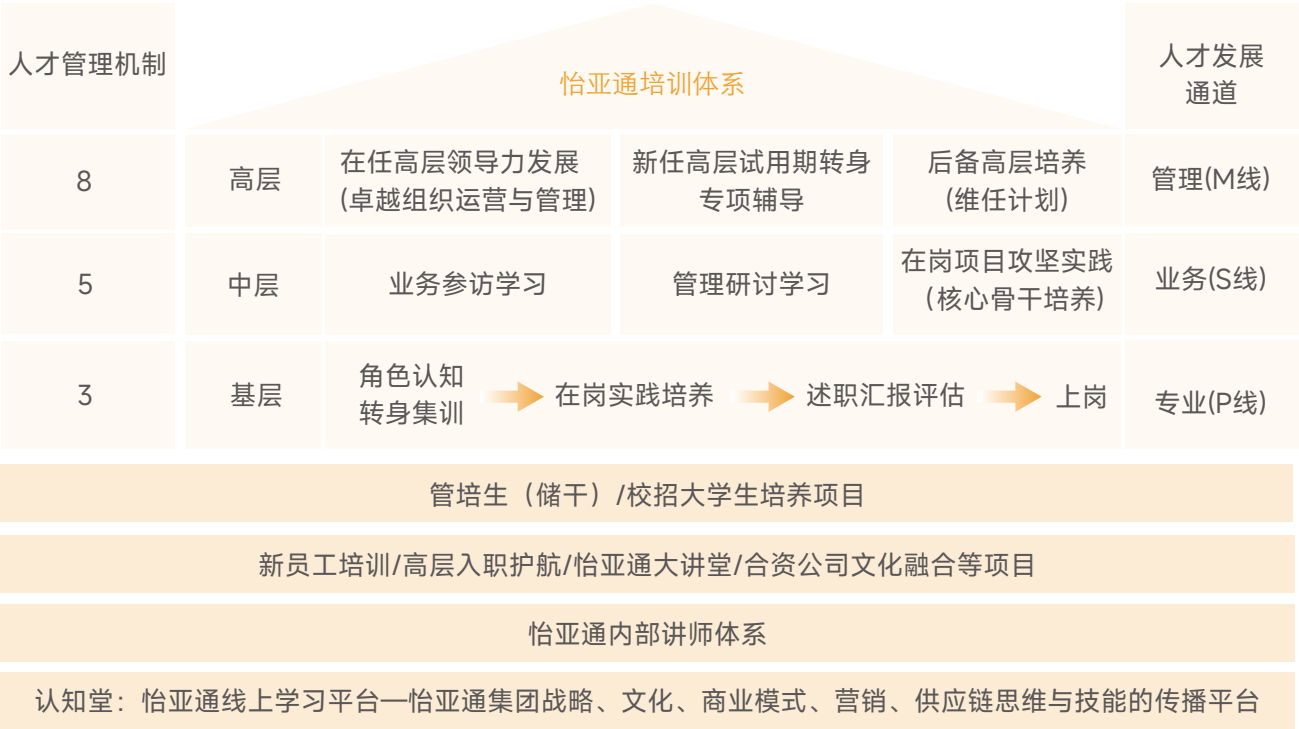 人才管理机制
怡亚通培训体系
人才发展
通道
8
高层
在任高层领导力发展
(卓越组织运营与管理)
新任高层试用期转身
专项辅导
后备高层培养
(维任计划)
管理(M线)
5
中层
业务参访学习
管理研讨学习
在岗项目攻坚实践
(核心骨干培养)
业务(S线)
3
基层
角色认知
转身集训
在岗实践培养
述职汇报评估
上岗
专业(P线)
管培生（储干）/校招大学生培养项目
新员工培训/高层入职护航/怡亚通大讲堂/合资公司文化融合等项目
怡亚通内部讲师体系
认知堂：怡亚通线上学习平台—怡亚通集团战略、文化、商业模式、营销、供应链思维与技能的传播平台